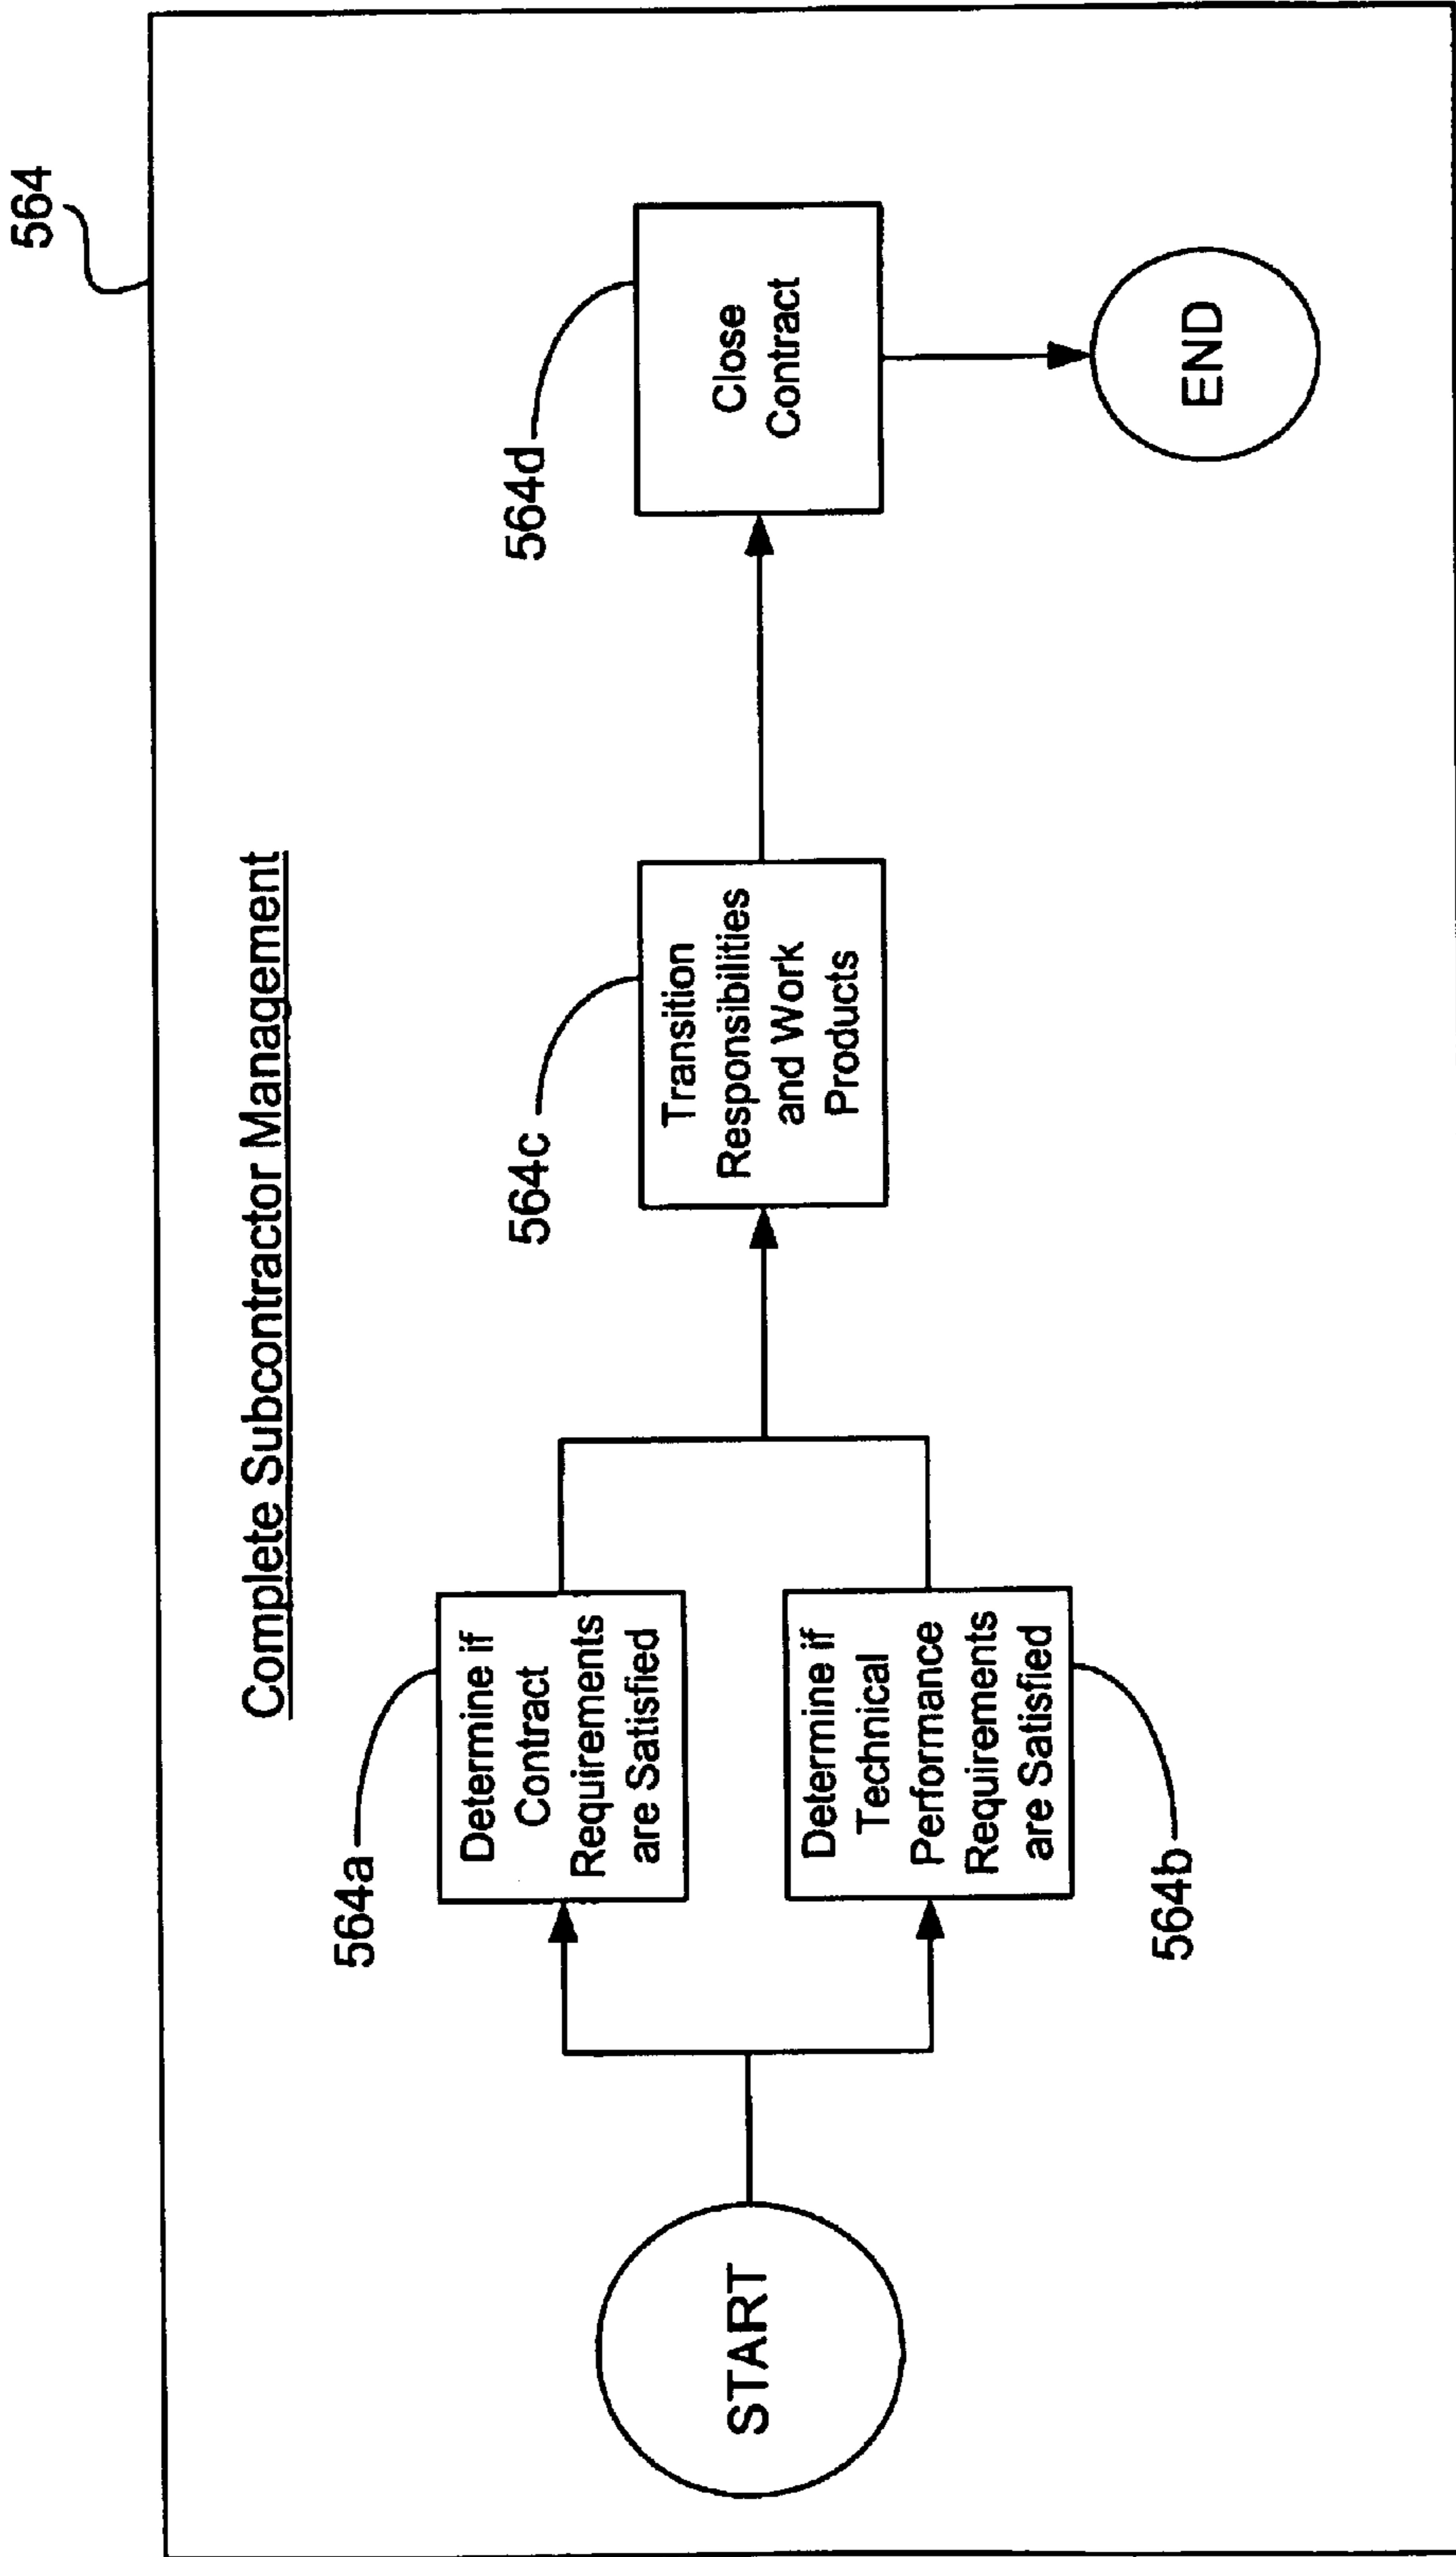 564
Complete Subcontractor Management
564a
Determine if
Contract
Requirements
are Satisfied
START
Determine if
Technical
Performance
Requirements
are Satisfied
564b
564c
Transition
Responsibilities
and Work
Products
564d
Close
Contract
END